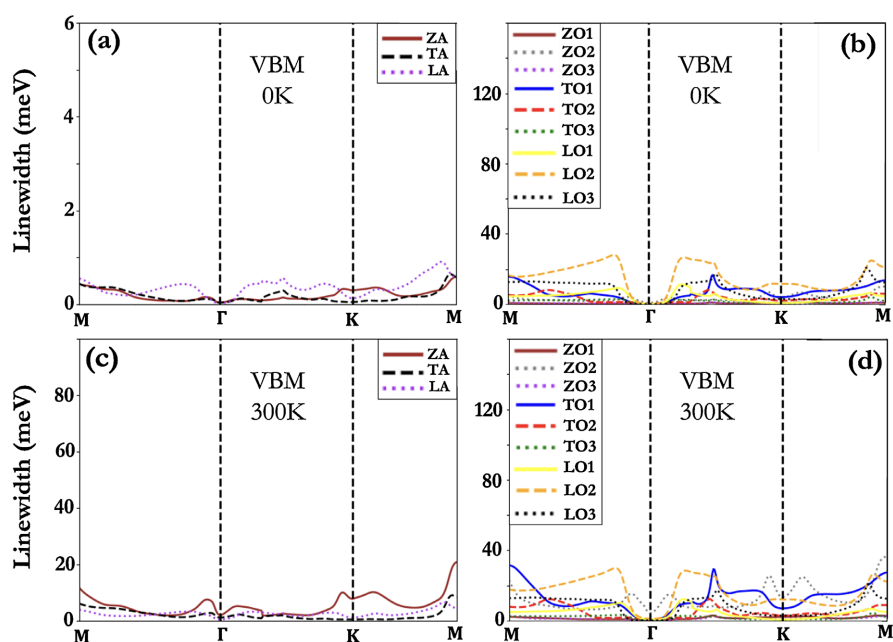 (a)
VBM
0K
ZA
TA
LA
Linewidth (meV)
6
4
2
0
M
Γ
K
M
(b)
VBM
0K
ZO1
ZO2
ZO3
TO1
TO2
TO3
LO1
LO2
LO3
120
80
40
0
M
Γ
K
M
(c)
VBM
300K
ZA
TA
LA
Linewidth (meV)
80
60
40
20
0
M
Γ
K
M
(d)
VBM
300K
ZO1
ZO2
ZO3
TO1
TO2
TO3
LO1
LO2
LO3
120
80
40
0
M
Γ
K
M